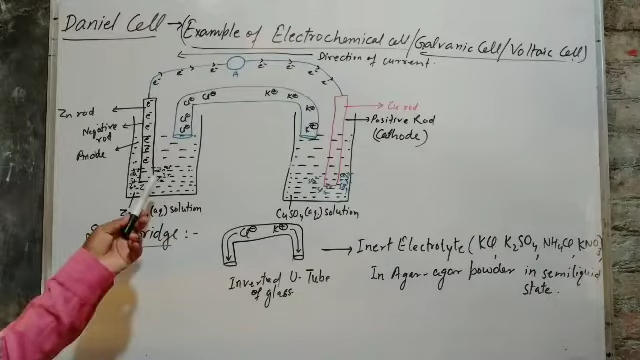 Daniel Cell → (Example of Electrochemical cell/Galvanic Cell/Voltaic Cell)
Direction of current.
e⁻ e⁻ A e⁻ e⁻ e⁻
Cl⊖ Cl⊖ K⊕ K⊕
Zn rod
Negative rod
Anode
Cu rod
Positive Rod
(Cathode)
(aq) solution
CuSO₄(aq) solution
ridge :-
Cl⊖ K⊕
Inverted U-Tube
of glass
→ Inert Electrolyte (KCl, K₂SO₄, NH₄Cl, KNO₃)
In Agar-agar powder in semiliquid
state.